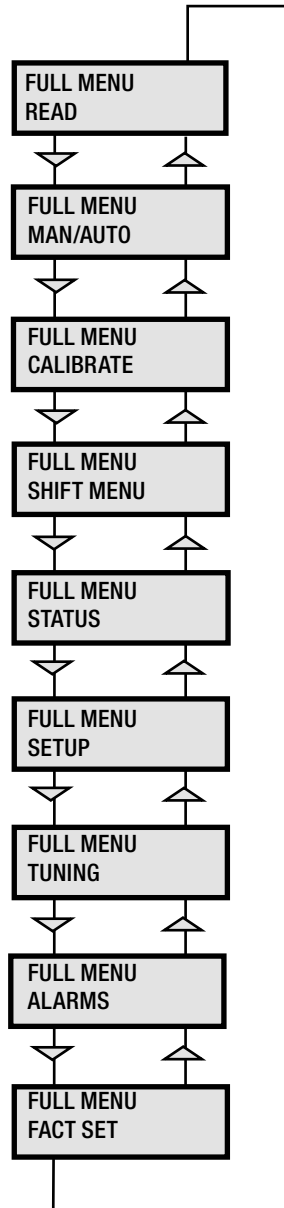 FULL MENU
READ
FULL MENU
MAN/AUTO
FULL MENU
CALIBRATE
FULL MENU
SHIFT MENU
FULL MENU
STATUS
FULL MENU
SETUP
FULL MENU
TUNING
FULL MENU
ALARMS
FULL MENU
FACT SET